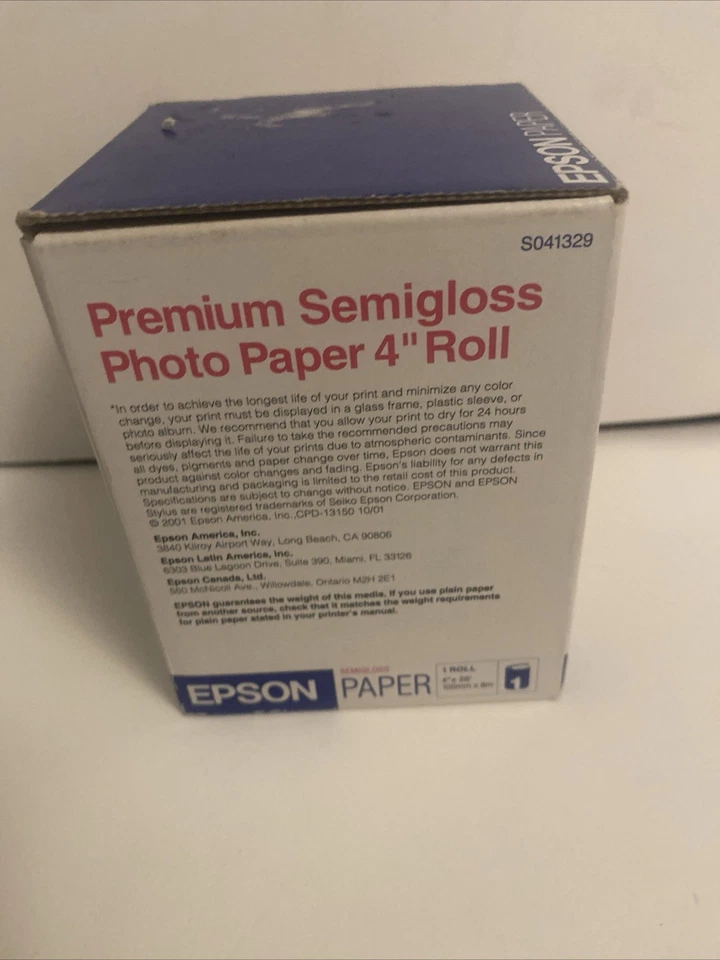 EPSON PAPER
S041329
Premium Semigloss
Photo Paper 4" Roll
*In order to achieve the longest life of your print and minimize any color
change, your print must be displayed in a glass frame, plastic sleeve, or
photo album. We recommend that you allow your print to dry for 24 hours
before displaying it. Failure to take the recommended precautions may
seriously affect the life of your prints due to atmospheric contaminants. Since
all dyes, pigments and paper change over time, Epson does not warrant this
product against color changes and fading. Epson's liability for any defects in
manufacturing and packaging is limited to the retail cost of this product.
Specifications are subject to change without notice. EPSON and EPSON
Stylus are registered trademarks of Seiko Epson Corporation.
© 2001 Epson America, Inc.,CPD-13150 10/01
Epson America, Inc.
3840 Kilroy Airport Way, Long Beach, CA 90806
Epson Latin America, Inc.
6303 Blue Lagoon Drive, Suite 390, Miami, FL 33126
Epson Canada, Ltd.
550 McNicoll Ave., Willowdale, Ontario M2H 2E1
EPSON guarantees the weight of this media. If you use plain paper
from another source, check that it matches the weight requirements
for plain paper stated in your printer's manual.
EPSON
SEMIGLOSS
PAPER
1 ROLL
100mm x 8m
1